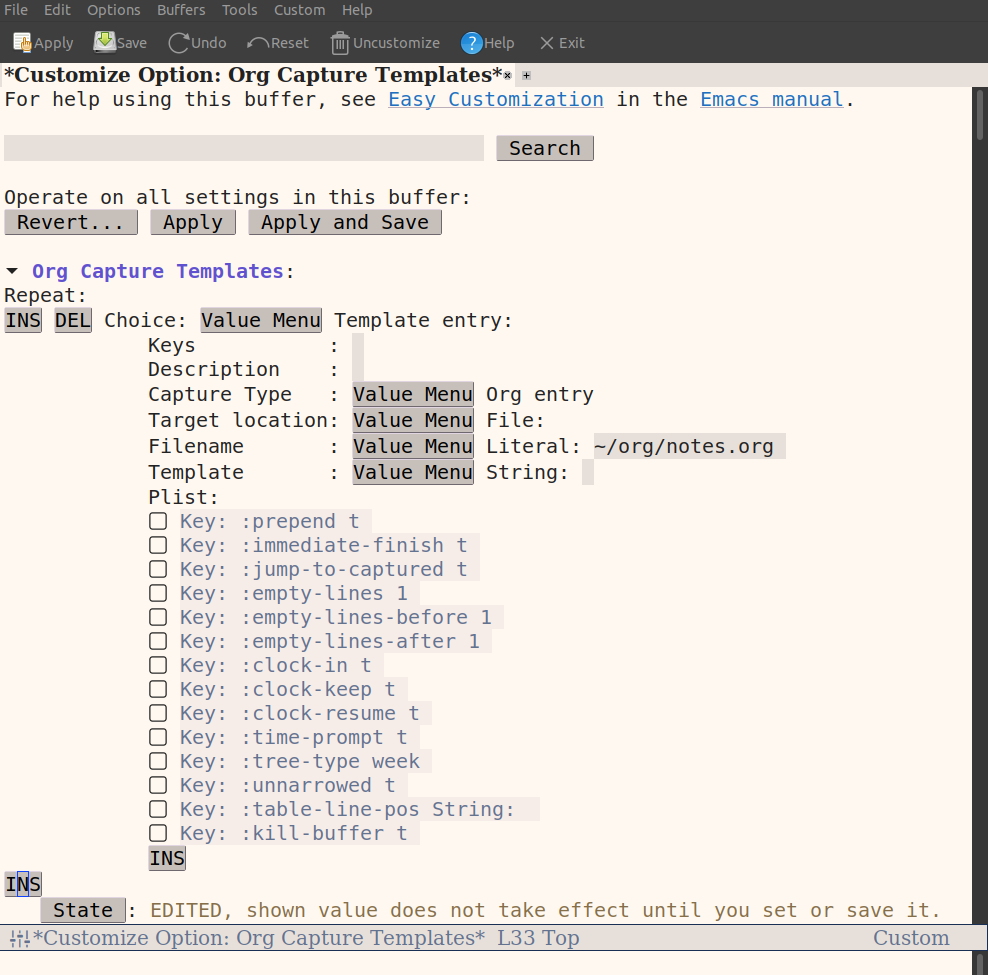 File Edit Options Buffers Tools Custom Help
Apply Save Undo Reset Uncustomize Help Exit
*Customize Option: Org Capture Templates*
For help using this buffer, see Easy Customization in the Emacs manual.
Search
Operate on all settings in this buffer:
Revert... Apply Apply and Save
Org Capture Templates:
Repeat:
INS DEL Choice: Value Menu Template entry:
Keys :
Description :
Capture Type : Value Menu Org entry
Target location: Value Menu File:
Filename : Value Menu Literal: ~/org/notes.org
Template : Value Menu String:
Plist:
Key: :prepend t
Key: :immediate-finish t
Key: :jump-to-captured t
Key: :empty-lines 1
Key: :empty-lines-before 1
Key: :empty-lines-after 1
Key: :clock-in t
Key: :clock-keep t
Key: :clock-resume t
Key: :time-prompt t
Key: :tree-type week
Key: :unnarrowed t
Key: :table-line-pos String:
Key: :kill-buffer t
INS
INS
State : EDITED, shown value does not take effect until you set or save it.
*Customize Option: Org Capture Templates* L33 Top Custom